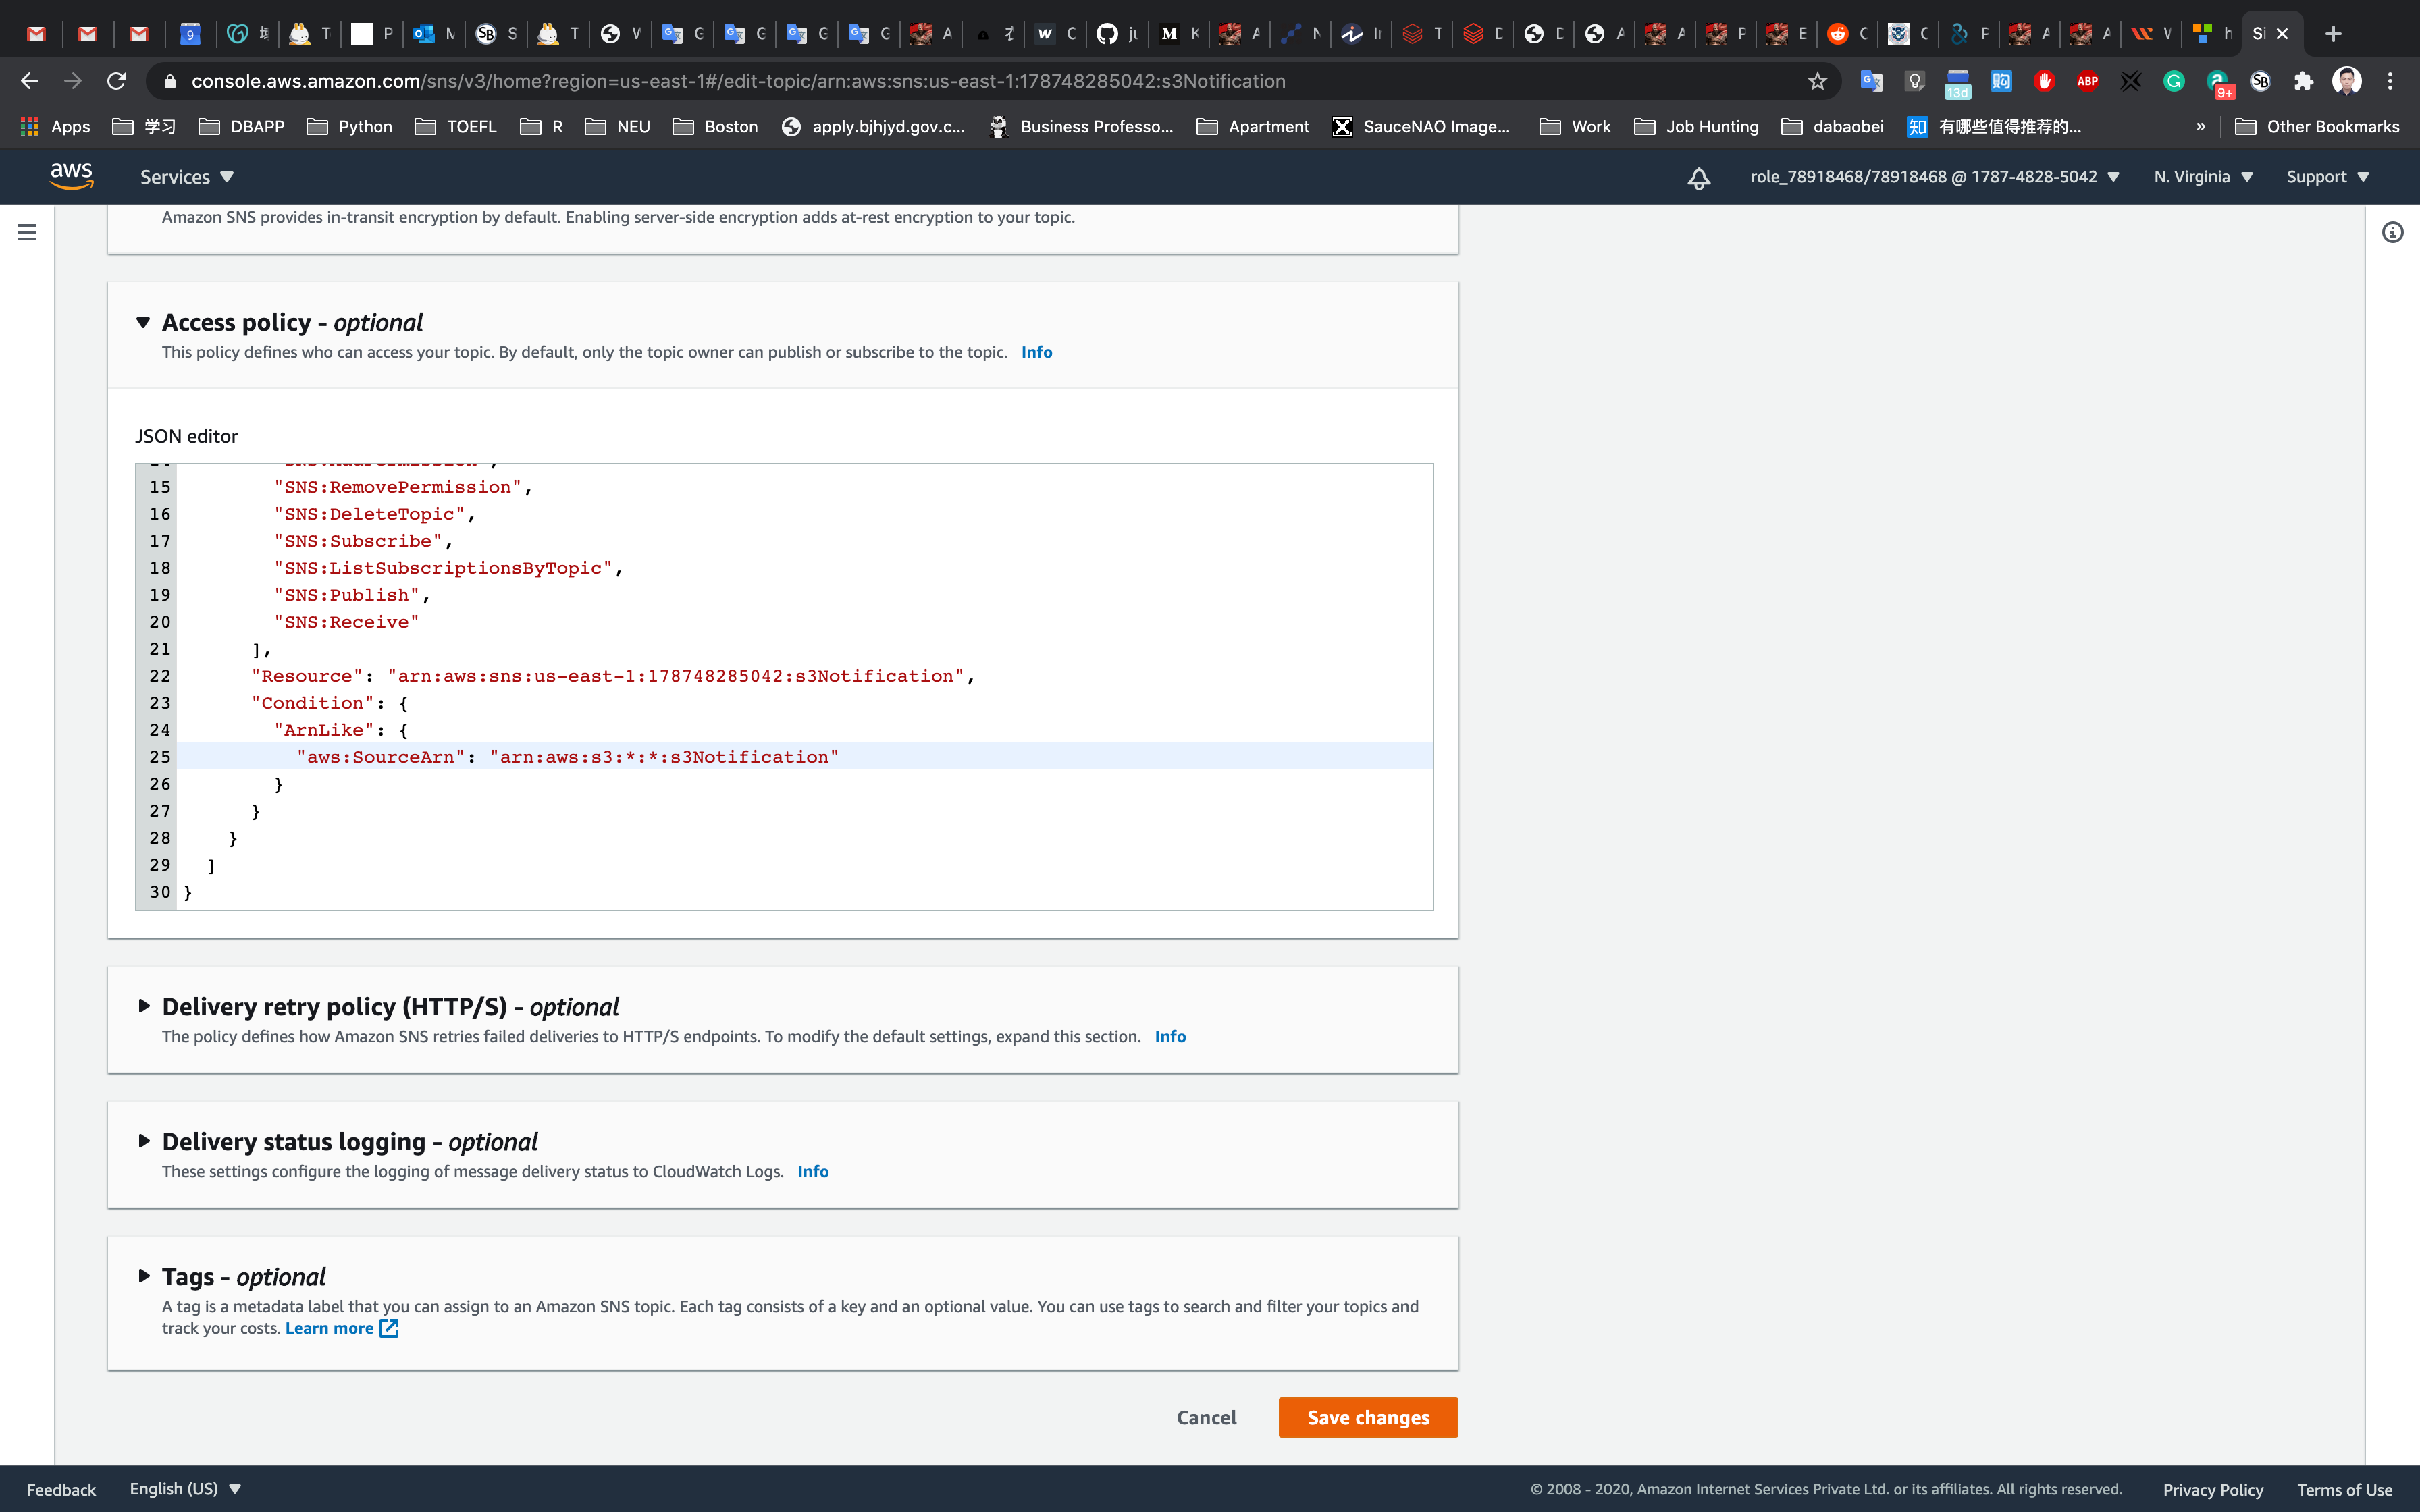 9
console.aws.amazon.com/sns/v3/home?region=us-east-1#/edit-topic/arn:aws:sns:us-east-1:178748285042:s3Notification
13d
ABP
9+
SB
Apps 学习 DBAPP Python TOEFL R NEU Boston apply.bjhjyd.gov.c... Business Professo... Apartment SauceNAO Image... Work Job Hunting dabaobei 知 有哪些值得推荐的... » Other Bookmarks
aws Services role_78918468/78918468 @ 1787-4828-5042 N. Virginia Support
Amazon SNS provides in-transit encryption by default. Enabling server-side encryption adds at-rest encryption to your topic.
Access policy - optional
This policy defines who can access your topic. By default, only the topic owner can publish or subscribe to the topic. Info
JSON editor
15 "SNS:RemovePermission",
16 "SNS:DeleteTopic",
17 "SNS:Subscribe",
18 "SNS:ListSubscriptionsByTopic",
19 "SNS:Publish",
20 "SNS:Receive"
21 ],
22 "Resource": "arn:aws:sns:us-east-1:178748285042:s3Notification",
23 "Condition": {
24 "ArnLike": {
25 "aws:SourceArn": "arn:aws:s3:*:*:s3Notification"
26 }
27 }
28 }
29 ]
30 }
Delivery retry policy (HTTP/S) - optional
The policy defines how Amazon SNS retries failed deliveries to HTTP/S endpoints. To modify the default settings, expand this section. Info
Delivery status logging - optional
These settings configure the logging of message delivery status to CloudWatch Logs. Info
Tags - optional
A tag is a metadata label that you can assign to an Amazon SNS topic. Each tag consists of a key and an optional value. You can use tags to search and filter your topics and
track your costs. Learn more
Cancel Save changes
Feedback English (US) © 2008 - 2020, Amazon Internet Services Private Ltd. or its affiliates. All rights reserved. Privacy Policy Terms of Use